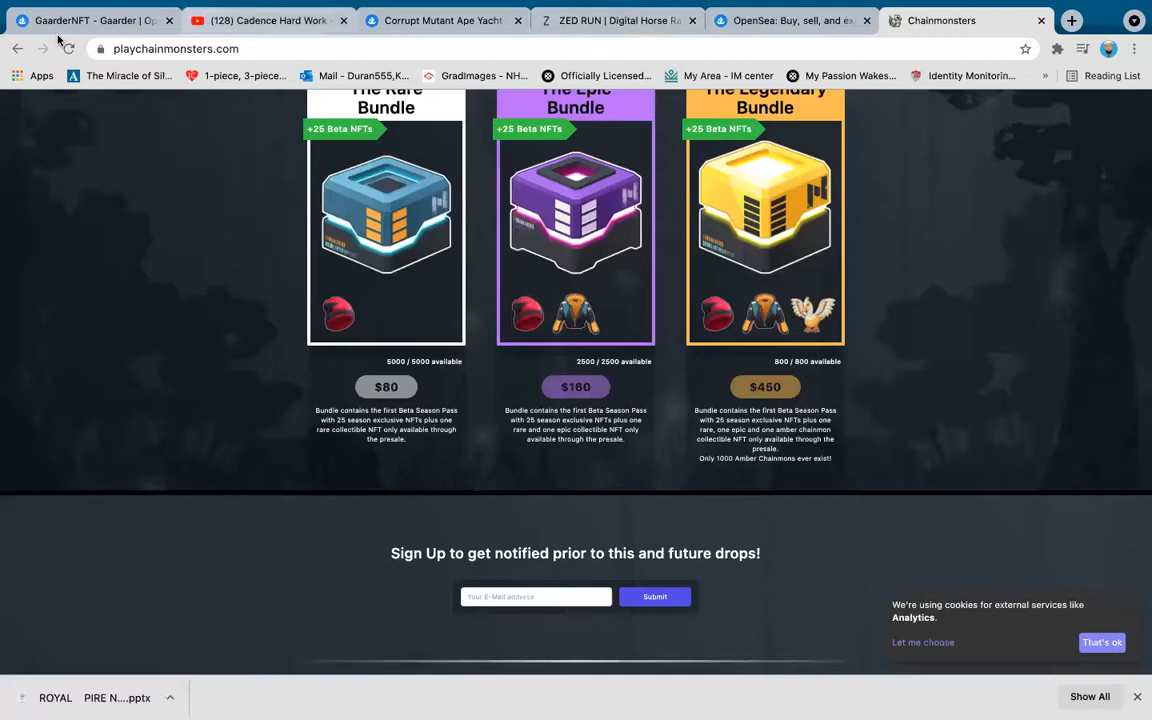 GaarderNFT - Gaarder | Op
(128) Cadence Hard Work -
Corrupt Mutant Ape Yacht
ZED RUN | Digital Horse Ra
OpenSea: Buy, sell, and ex
Chainmonsters
playchainmonsters.com
Apps
The Miracle of Sil...
1-piece, 3-piece...
Mail - Duran555,K...
GradImages - NH...
Officially Licensed...
My Area - IM center
My Passion Wakes...
Identity Monitorin...
»
Reading List
The Rare
Bundle
The Epic
Bundle
The Legendary
Bundle
+25 Beta NFTs
+25 Beta NFTs
+25 Beta NFTs
5000 / 5000 available
2500 / 2500 available
800 / 800 available
$80
$160
$450
Bundle contains the first Beta Season Pass
with 25 season exclusive NFTs plus one
rare collectible NFT only available through
the presale.
Bundle contains the first Beta Season Pass
with 25 season exclusive NFTs plus one
rare and one epic collectible NFT only
available through the presale.
Bundle contains the first Beta Season Pass
with 25 season exclusive NFTs plus one
rare, one epic and one amber chainmon
collectible NFT only available through the
presale.
Only 1000 Amber Chainmons ever exist!
Sign Up to get notified prior to this and future drops!
Your E-Mail address
Submit
We're using cookies for external services like
Analytics.
Let me choose
That's ok
ROYAL PIRE N....pptx
Show All